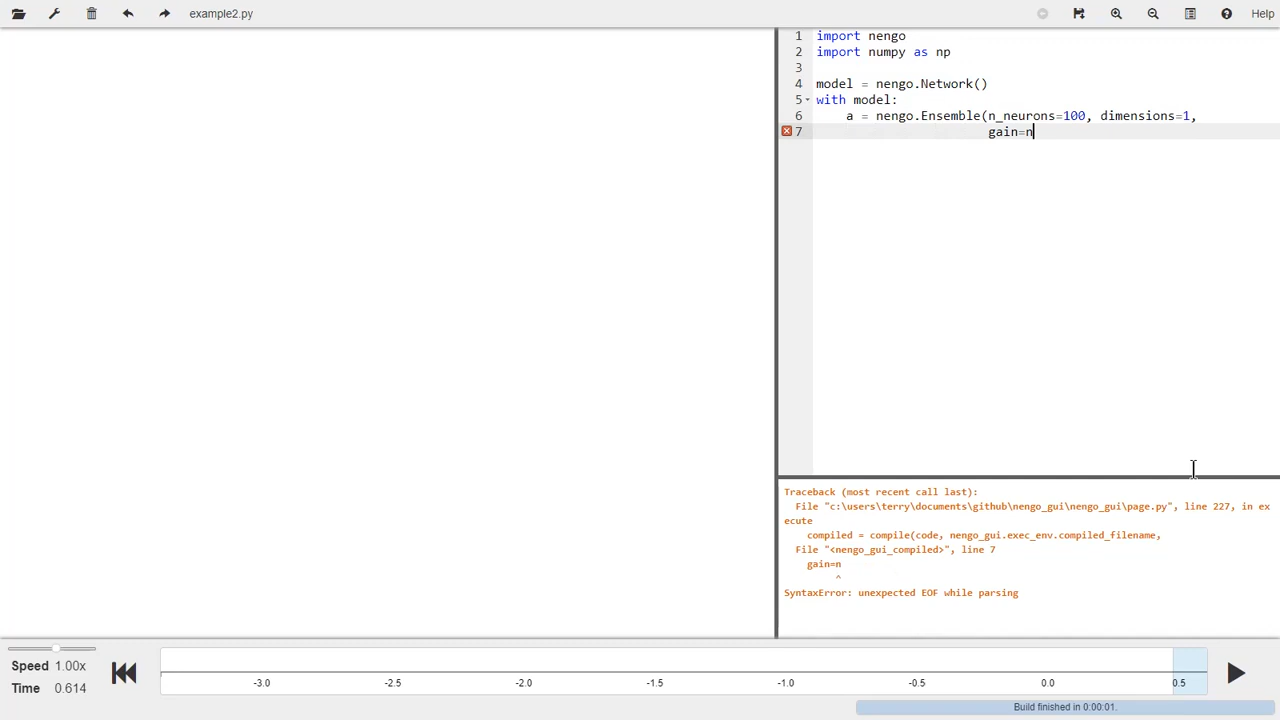 example2.py
Help
1 import nengo
2 import numpy as np
3
4 model = nengo.Network()
5 with model:
6     a = nengo.Ensemble(n_neurons=100, dimensions=1,
7                        gain=n
Traceback (most recent call last):
  File "c:\users\terry\documents\github\nengo_gui\nengo_gui\page.py", line 227, in ex
ecute
    compiled = compile(code, nengo_gui.exec_env.compiled_filename,
  File "<nengo_gui_compiled>", line 7
    gain=n
         ^
SyntaxError: unexpected EOF while parsing
Speed 1.00x
Time 0.614
-3.0 -2.5 -2.0 -1.5 -1.0 -0.5 0.0 0.5
Build finished in 0:00:01.